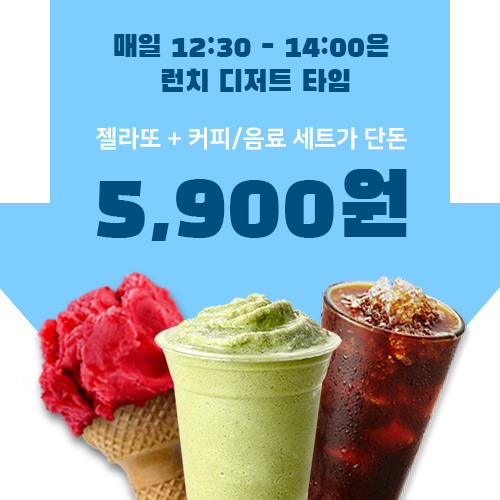 매일 12:30 - 14:00은
런치 디저트 타임
젤라또 + 커피/음료 세트가 단돈
5,900원